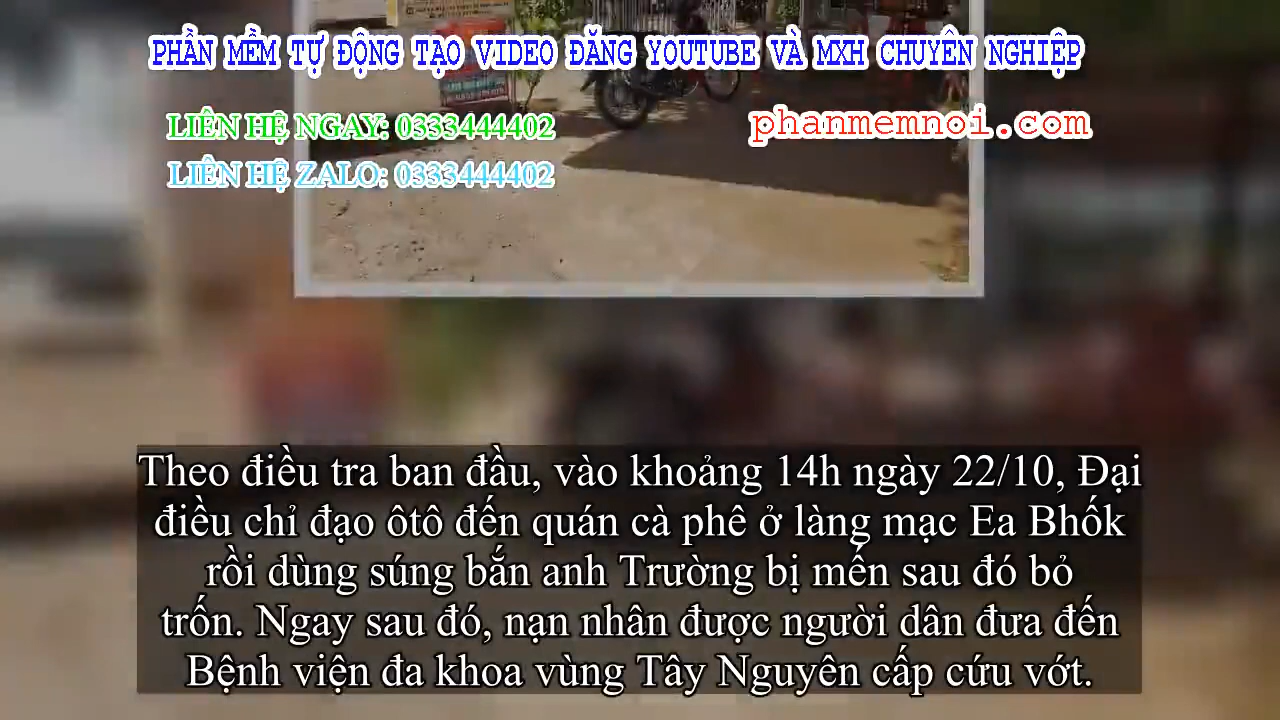 PHẦN MỀM TỰ ĐỘNG TẠO VIDEO ĐĂNG YOUTUBE VÀ MXH CHUYÊN NGHIỆP
LIÊN HỆ NGAY: 0333444402
phanmemnoi.com
LIÊN HỆ ZALO: 0333444402
Theo điều tra ban đầu, vào khoảng 14h ngày 22/10, Đại
điều chỉ đạo ôtô đến quán cà phê ở làng mạc Ea Bhốk
rồi dùng súng bắn anh Trường bị mến sau đó bỏ
trốn. Ngay sau đó, nạn nhân được người dân đưa đến
Bệnh viện đa khoa vùng Tây Nguyên cấp cứu vớt.